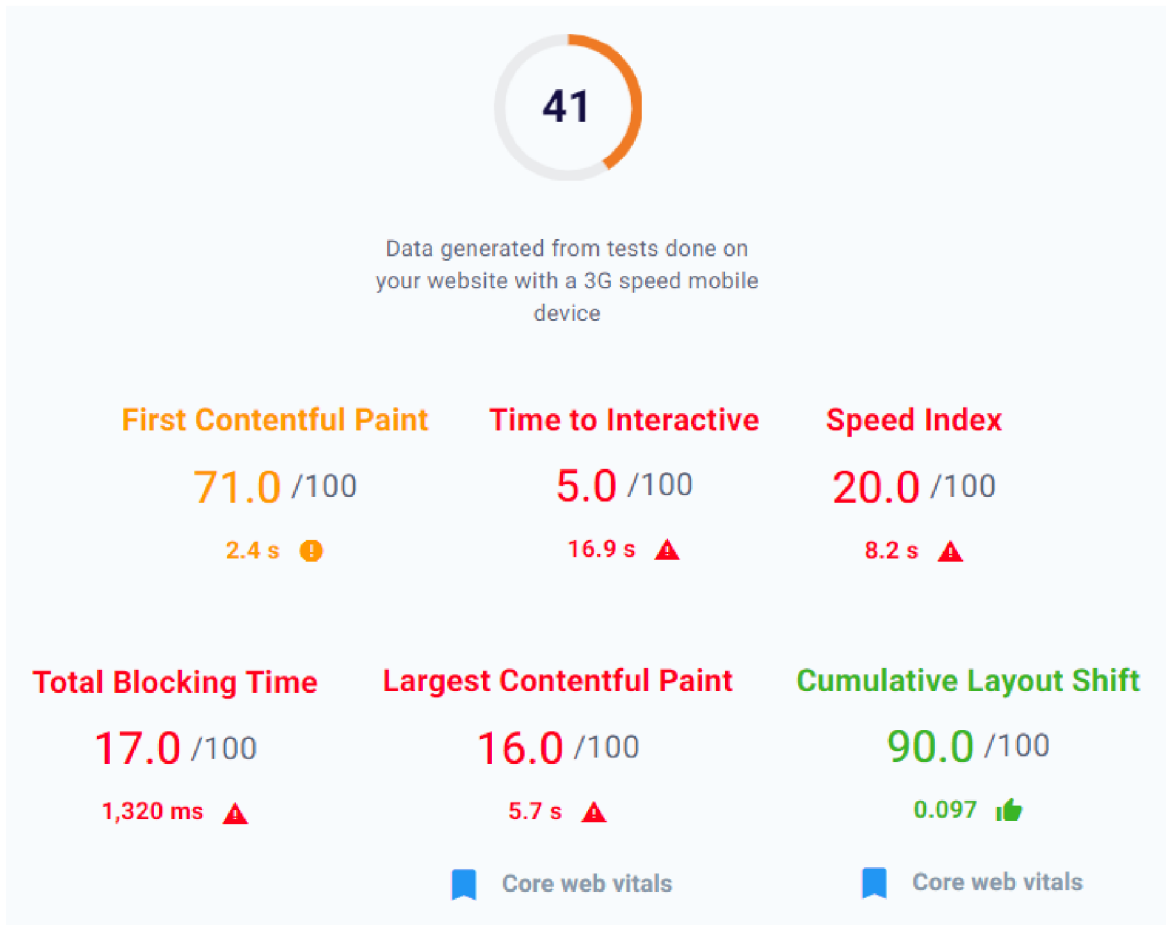 41
Data generated from tests done on
your website with a 3G speed mobile
device
First Contentful Paint
71.0 /100
2.4 s
Time to Interactive
5.0 /100
16.9 s
Speed Index
20.0 /100
8.2 s
Total Blocking Time
17.0 /100
1,320 ms
Largest Contentful Paint
16.0 /100
5.7 s
Core web vitals
Cumulative Layout Shift
90.0 /100
0.097
Core web vitals